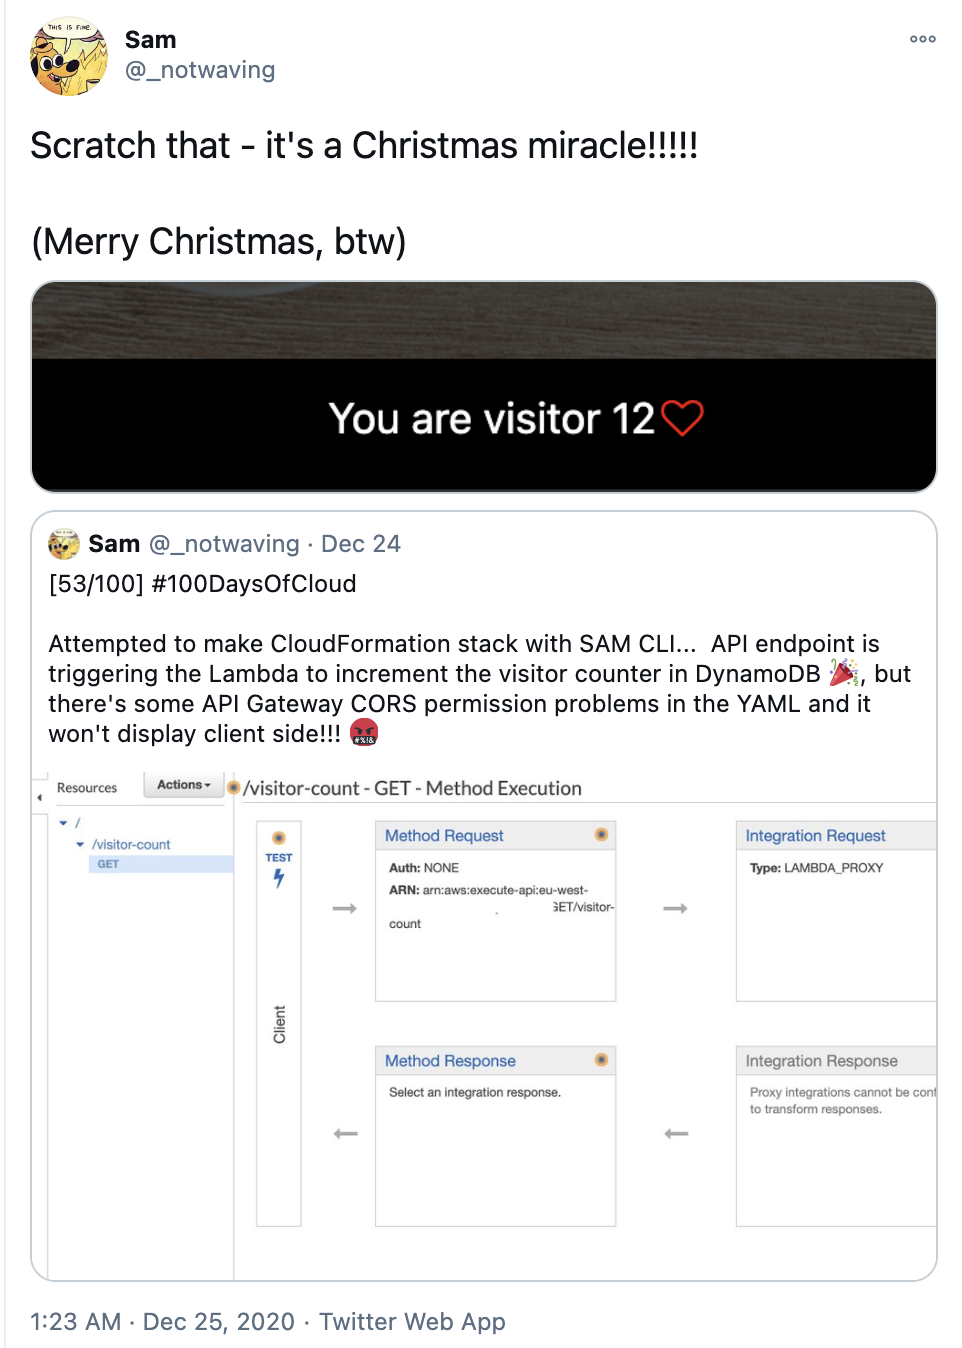 THIS IS FINE.
Sam
@_notwaving
Scratch that - it's a Christmas miracle!!!!!
(Merry Christmas, btw)
You are visitor 12
Sam @_notwaving · Dec 24
[53/100] #100DaysOfCloud
Attempted to make CloudFormation stack with SAM CLI... API endpoint is
triggering the Lambda to increment the visitor counter in DynamoDB 🎉, but
there's some API Gateway CORS permission problems in the YAML and it
won't display client side!!! 🤬
Resources
Actions
/visitor-count - GET - Method Execution
/
/visitor-count
GET
TEST
Client
Method Request
Auth: NONE
ARN: arn:aws:execute-api:eu-west-
GET/visitor-
count
Integration Request
Type: LAMBDA_PROXY
Method Response
Select an integration response.
Integration Response
Proxy integrations cannot be conf
to transform responses.
1:23 AM · Dec 25, 2020 · Twitter Web App